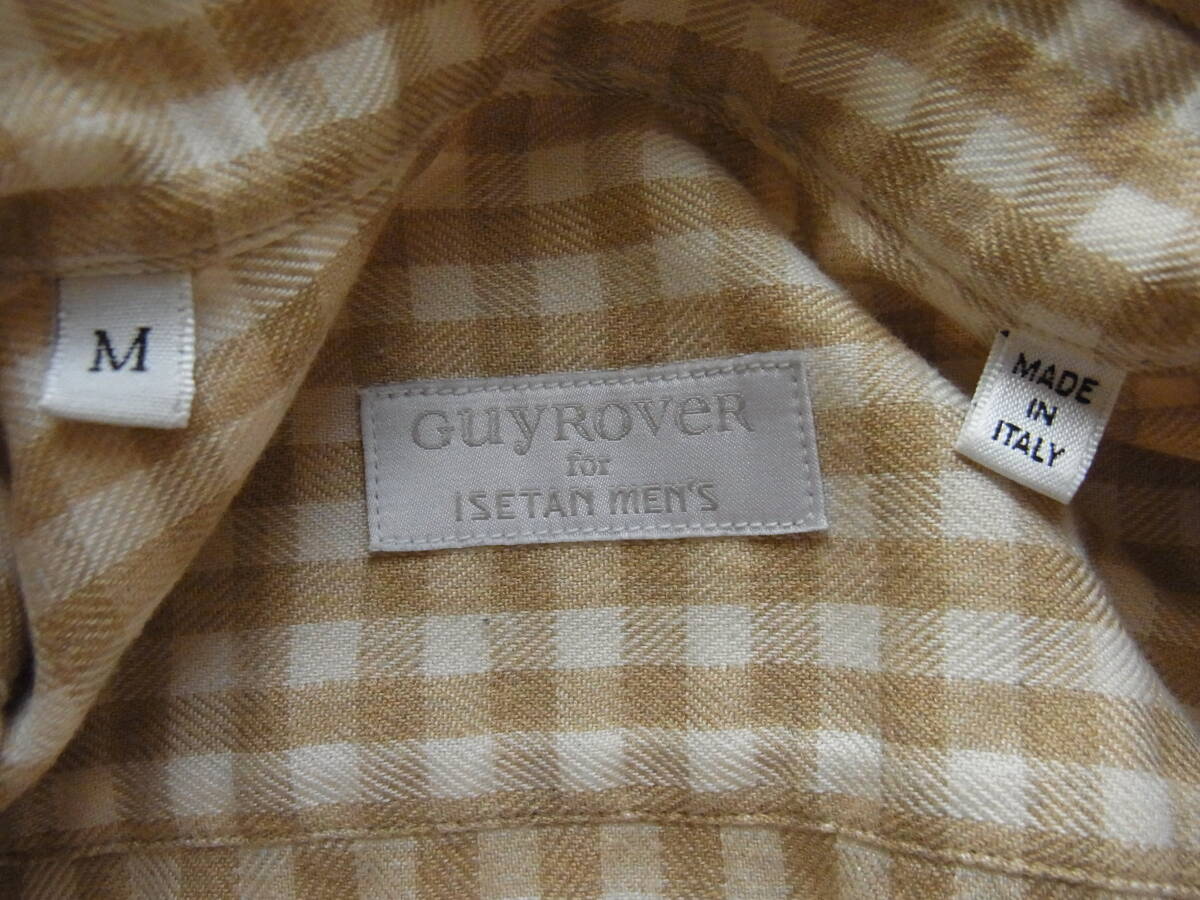 M
GUYROVER
for
ISETAN MEN'S
MADE
IN
ITALY